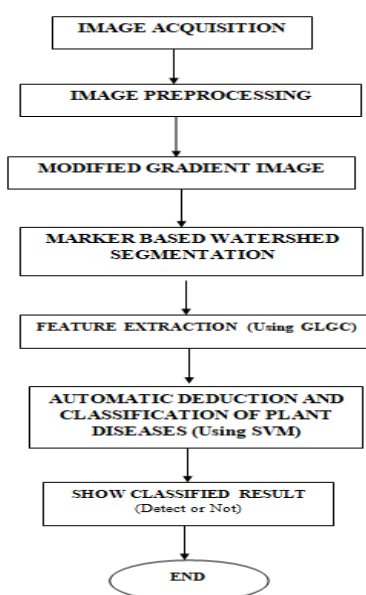 IMAGE ACQUISITION
IMAGE PREPROCESSING
MODIFIED GRADIENT IMAGE
MARKER BASED WATERSHED
SEGMENTATION
FEATURE EXTRACTION (Using GLGC)
AUTOMATIC DEDUCTION AND
CLASSIFICATION OF PLANT
DISEASES (Using SVM)
SHOW CLASSIFIED RESULT
(Detect or Not)
END